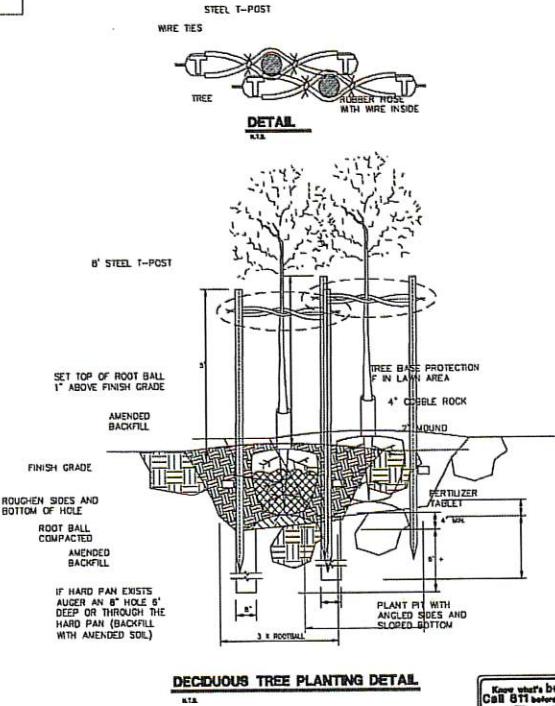 STEEL T-POST
WIRE TIES
TREE
RUBBER HOSE
WITH WIRE INSIDE
DETAIL
N.T.S.
8' STEEL T-POST
5'
SET TOP OF ROOT BALL
1" ABOVE FINISH GRADE
TREE BASE PROTECTION
F IN LAWN AREA
4" COBBLE ROCK
AMENDED
BACKFILL
2" MOUND
FINISH GRADE
ROUGHEN SIDES AND
BOTTOM OF HOLE
FERTILIZER
TABLET
4" MIN.
ROOT BALL
COMPACTED
AMENDED
BACKFILL
6" +
IF HARD PAN EXISTS
AUGER AN 8" HOLE 6'
DEEP OR THROUGH THE
HARD PAN (BACKFILL
WITH AMENDED SOIL)
8"
PLANT PIT WITH
ANGLED SIDES AND
SLOPED BOTTOM
3 X ROOTBALL
DECIDUOUS TREE PLANTING DETAIL
N.T.S.
Know what's b
Call 811 before